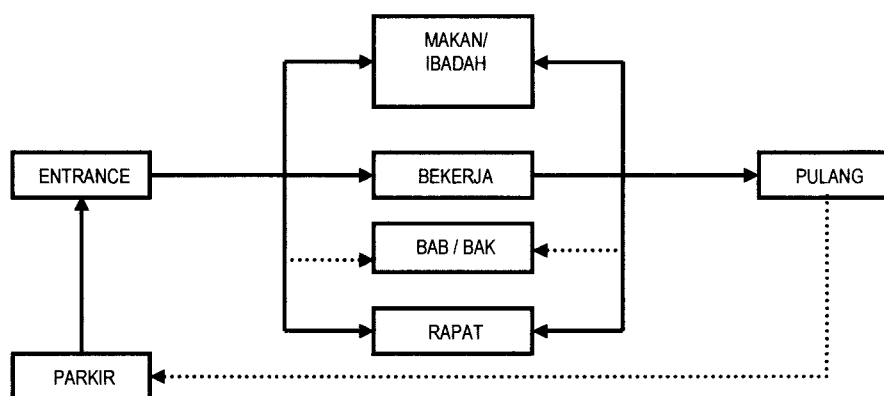 MAKAN/
IBADAH
ENTRANCE
BEKERJA
PULANG
BAB / BAK
RAPAT
PARKIR